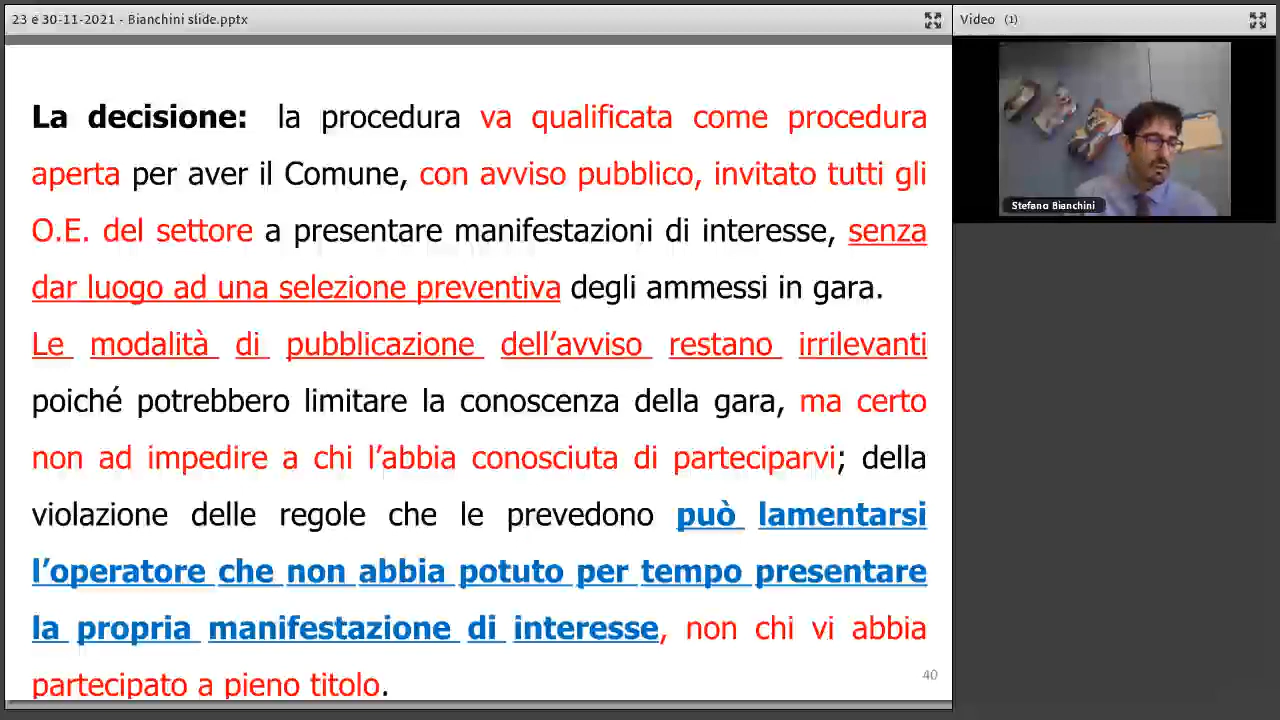 23 e 30-11-2021 - Bianchini slide.pptx
Video (1)
La decisione: la procedura va qualificata come procedura
aperta per aver il Comune, con avviso pubblico, invitato tutti gli
O.E. del settore a presentare manifestazioni di interesse, senza
dar luogo ad una selezione preventiva degli ammessi in gara.
Le modalità di pubblicazione dell’avviso restano irrilevanti
poiché potrebbero limitare la conoscenza della gara, ma certo
non ad impedire a chi l’abbia conosciuta di parteciparvi; della
violazione delle regole che le prevedono può lamentarsi
l’operatore che non abbia potuto per tempo presentare
la propria manifestazione di interesse, non chi vi abbia
partecipato a pieno titolo.
40
Stefano Bianchini